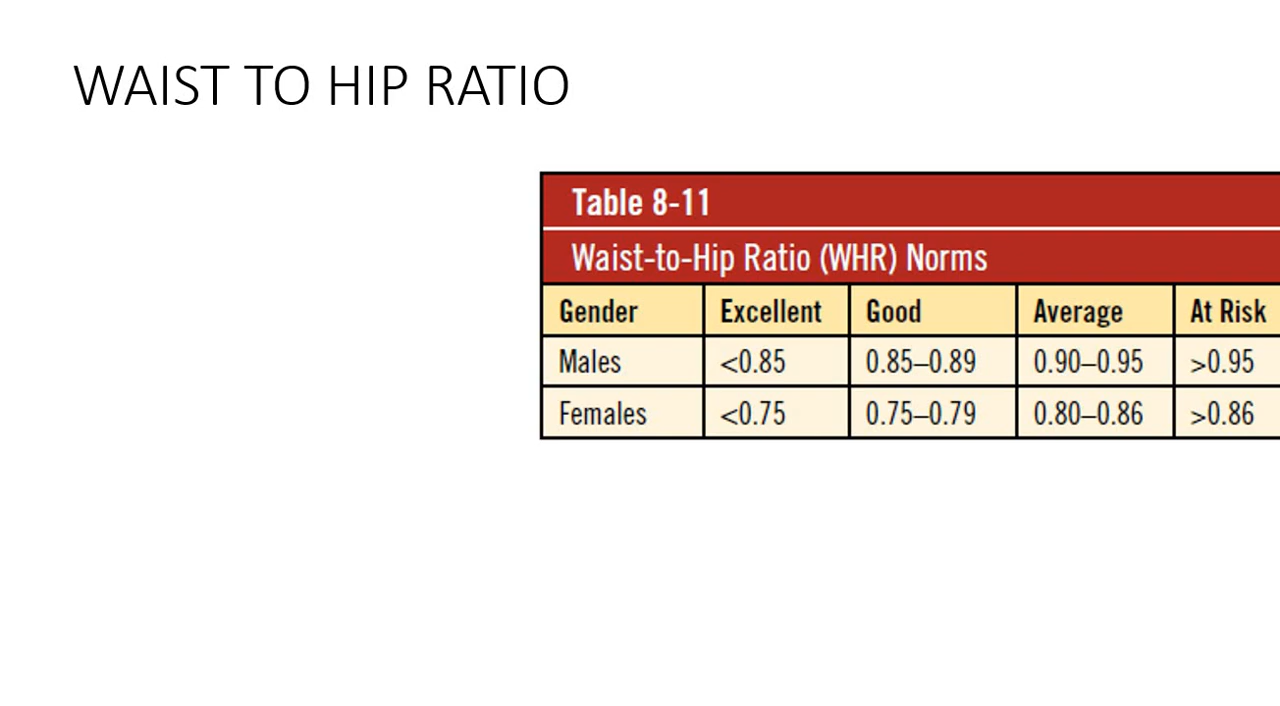 WAIST TO HIP RATIO
Table 8-11
Waist-to-Hip Ratio (WHR) Norms
Gender Excellent Good Average At Risk
Males <0.85 0.85–0.89 0.90–0.95 >0.95
Females <0.75 0.75–0.79 0.80–0.86 >0.86